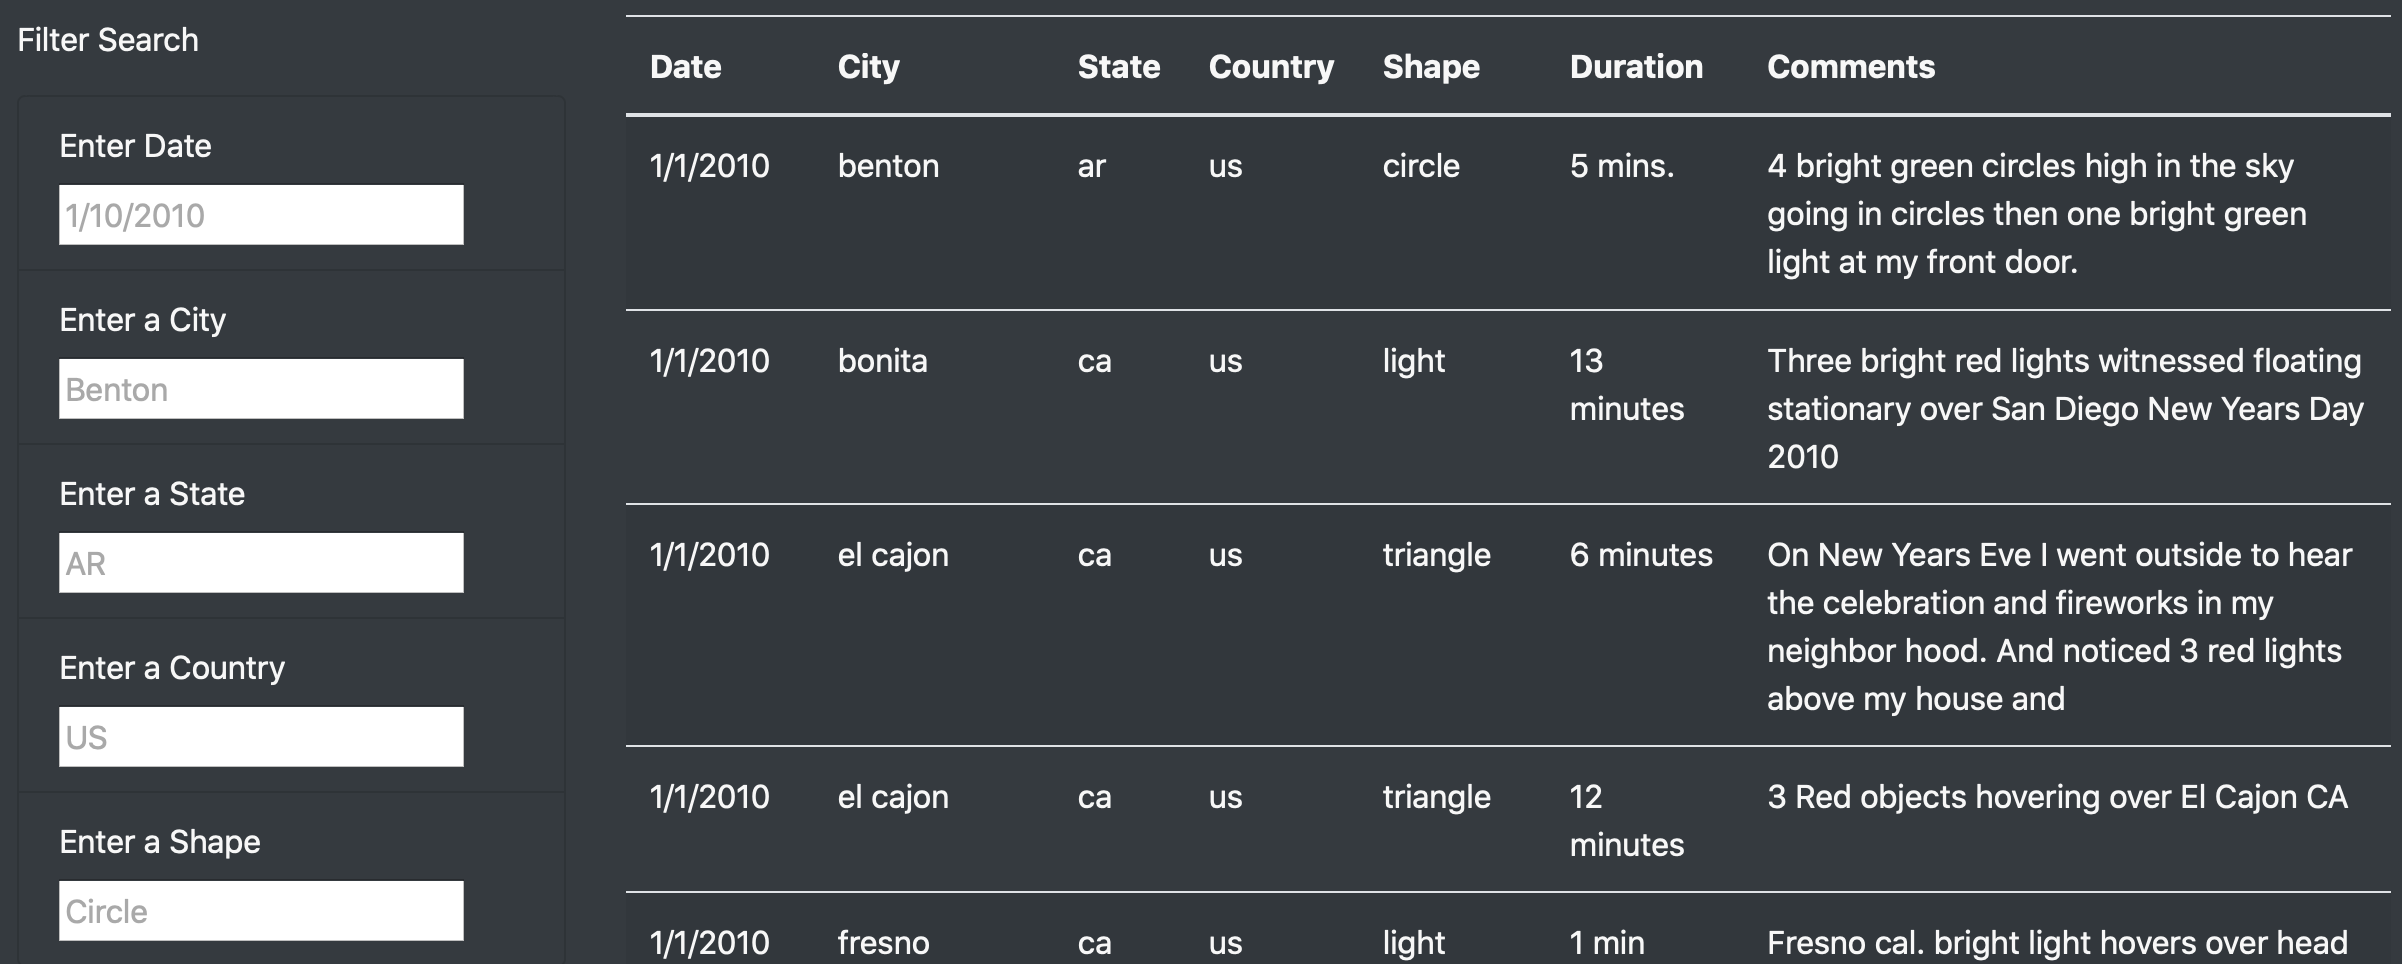 Filter Search
Enter Date
1/10/2010
Enter a City
Benton
Enter a State
AR
Enter a Country
US
Enter a Shape
Circle
Date City State Country Shape Duration Comments
1/1/2010 benton ar us circle 5 mins. 4 bright green circles high in the sky
going in circles then one bright green
light at my front door.
1/1/2010 bonita ca us light 13 Three bright red lights witnessed floating
minutes stationary over San Diego New Years Day
2010
1/1/2010 el cajon ca us triangle 6 minutes On New Years Eve I went outside to hear
the celebration and fireworks in my
neighbor hood. And noticed 3 red lights
above my house and
1/1/2010 el cajon ca us triangle 12 3 Red objects hovering over El Cajon CA
minutes
1/1/2010 fresno ca us light 1 min Fresno cal. bright light hovers over head